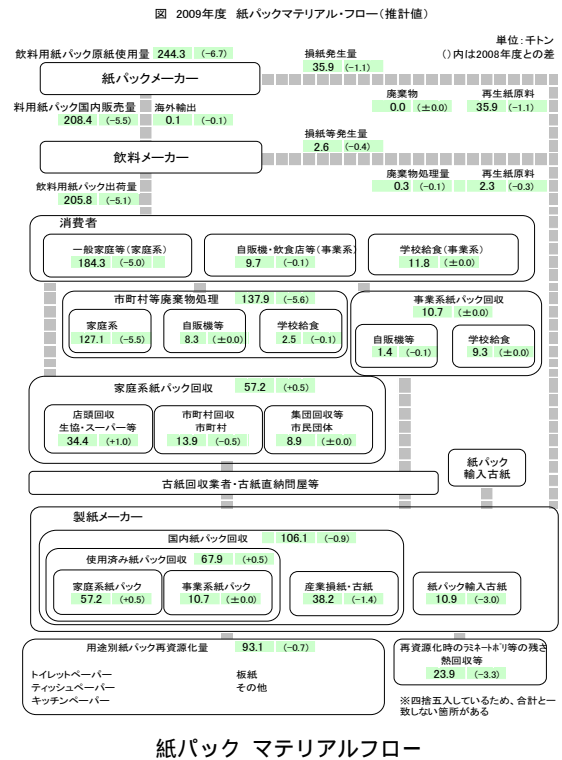 図 2009年度 紙パックマテリアル・フロー(推計値)
単位:千トン
()内は2008年度との差
飲料用紙パック原紙使用量 244.3 (-6.7)
損紙発生量
35.9 (-1.1)
紙パックメーカー
廃棄物 再生紙原料
0.0 (±0.0) 35.9 (-1.1)
料用紙パック国内販売量 海外輸出
208.4 (-5.5) 0.1 (-0.1)
損紙等発生量
2.6 (-0.4)
飲料メーカー
廃棄物処理量 再生紙原料
0.3 (-0.1) 2.3 (-0.3)
飲料用紙パック出荷量
205.8 (-5.1)
消費者
一般家庭等(家庭系) 自販機・飲食店等(事業系) 学校給食(事業系)
184.3 (-5.0) 9.7 (-0.1) 11.8 (±0.0)
市町村等廃棄物処理 137.9 (-5.6)
家庭系 自販機等 学校給食
127.1 (-5.5) 8.3 (±0.0) 2.5 (-0.1)
事業系紙パック回収
10.7 (±0.0)
自販機等 学校給食
1.4 (-0.1) 9.3 (±0.0)
家庭系紙パック回収 57.2 (+0.5)
店頭回収 市町村回収 集団回収等
生協・スーパー等 市町村 市民団体
34.4 (+1.0) 13.9 (-0.5) 8.9 (±0.0)
紙パック
輸入古紙
古紙回収業者・古紙直納問屋等
製紙メーカー
国内紙パック回収 106.1 (-0.9)
使用済み紙パック回収 67.9 (+0.5)
家庭系紙パック 事業系紙パック 産業損紙・古紙 紙パック輸入古紙
57.2 (+0.5) 10.7 (±0.0) 38.2 (-1.4) 10.9 (-3.0)
用途別紙パック再資源化量 93.1 (-0.7)
トイレットペーパー 板紙
ティッシュペーパー その他
キッチンペーパー
再資源化時のラミネートポリ等の残さ
熱回収等
23.9 (-3.3)
※四捨五入しているため、合計と一
致しない箇所がある
紙パック マテリアルフロー